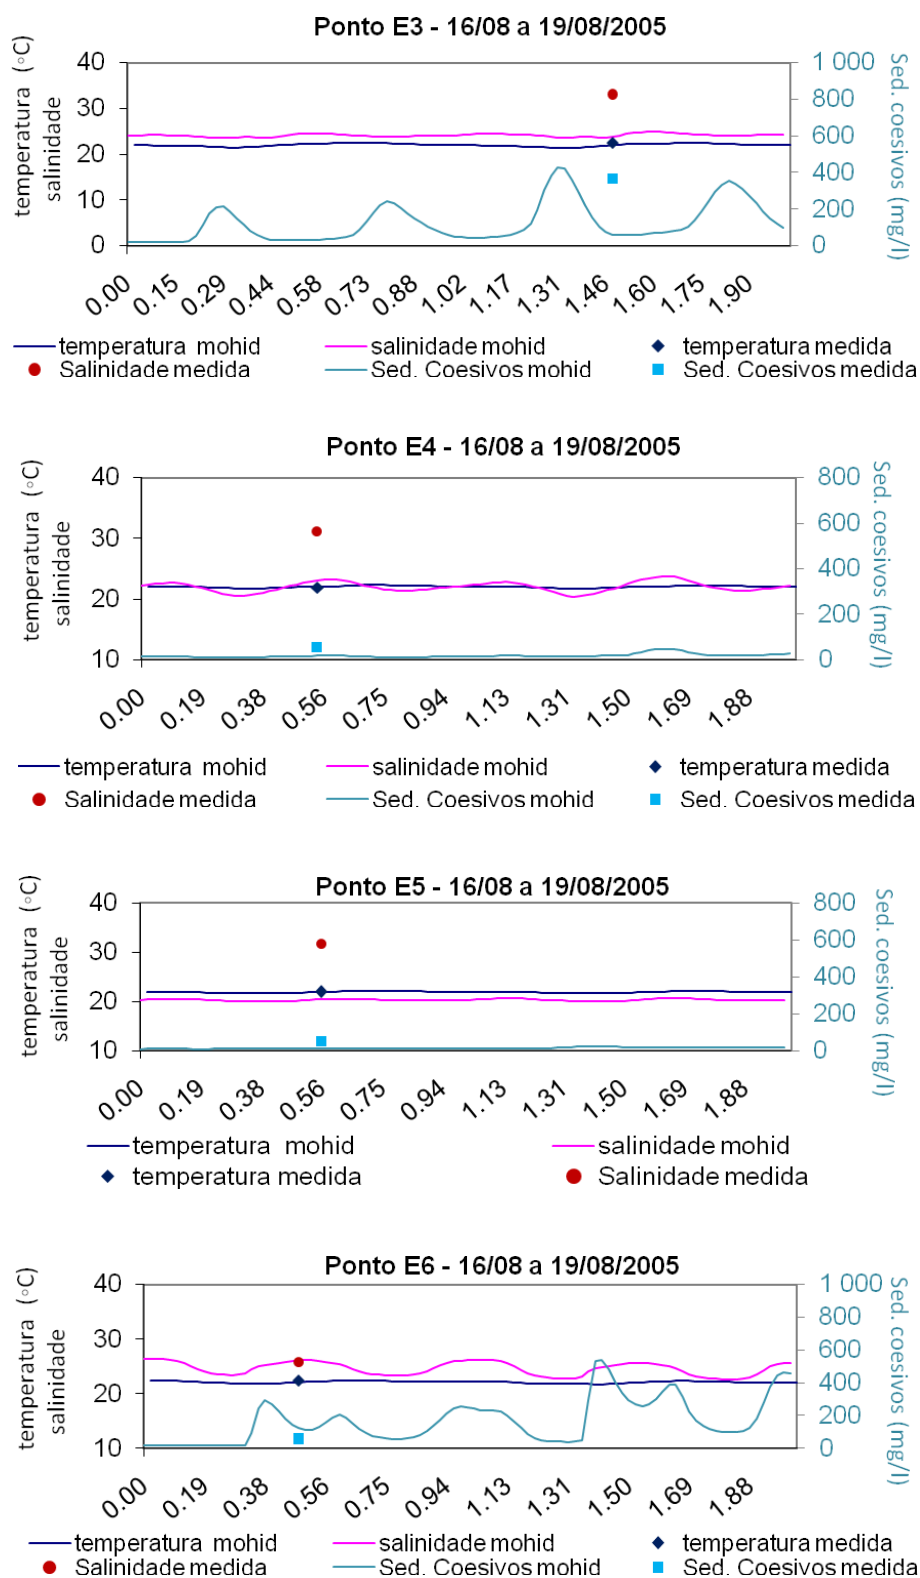 Ponto E3 - 16/08 a 19/08/2005
temperatura (°C)
salinidade
40
30
20
10
0
1 000
800
600
400
200
0
Sed. coesivos (mg/l)
0.00 0.15 0.29 0.44 0.58 0.73 0.88 1.02 1.17 1.31 1.46 1.60 1.75 1.90
temperatura mohid salinidade mohid temperatura medida
Salinidade medida Sed. Coesivos mohid Sed. Coesivos medida
Ponto E4 - 16/08 a 19/08/2005
temperatura (°C)
salinidade
40
30
20
10
800
600
400
200
0
Sed. coesivos (mg/l)
0.00 0.19 0.38 0.56 0.75 0.94 1.13 1.31 1.50 1.69 1.88
temperatura mohid salinidade mohid temperatura medida
Salinidade medida Sed. Coesivos mohid Sed. Coesivos medida
Ponto E5 - 16/08 a 19/08/2005
temperatura (°C)
salinidade
40
30
20
10
800
600
400
200
0
Sed. coesivos (mg/l)
0.00 0.19 0.38 0.56 0.75 0.94 1.13 1.31 1.50 1.69 1.88
temperatura mohid salinidade mohid
temperatura medida Salinidade medida
Ponto E6 - 16/08 a 19/08/2005
temperatura (°C)
salinidade
40
30
20
10
1 000
800
600
400
200
0
Sed. coesivos (mg/l)
0.00 0.19 0.38 0.56 0.75 0.94 1.13 1.31 1.50 1.69 1.88
temperatura mohid salinidade mohid temperatura medida
Salinidade medida Sed. Coesivos mohid Sed. Coesivos medida